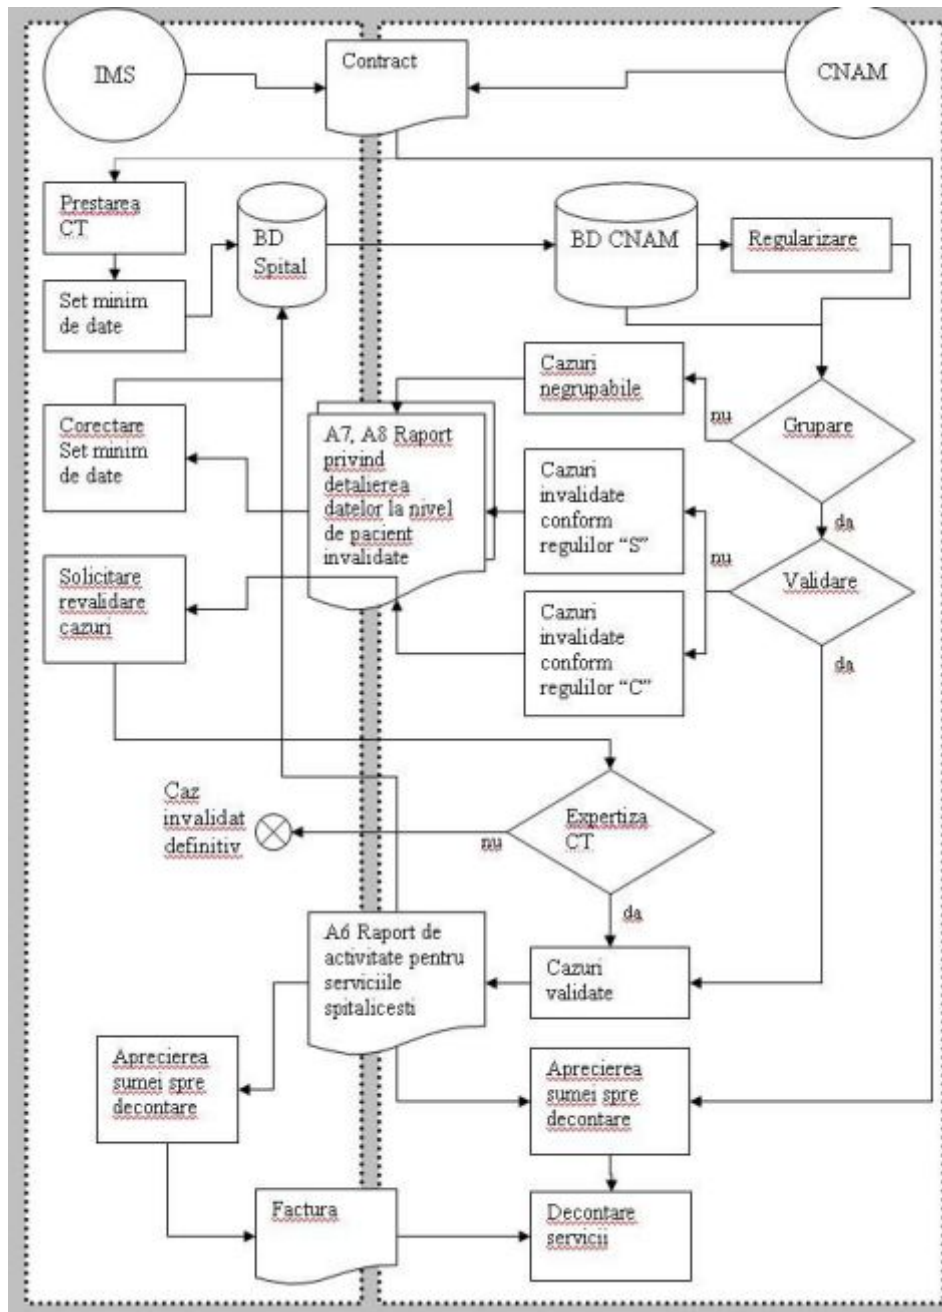 IMS
Contract
CNAM
Prestarea
CT
BD
Spital
BD CNAM
Regularizare
Set minim
de date
Cazuri
negrupabile
nu
Grupare
Corectare
Set minim
de date
A7, A8 Raport
privind
detalierea
datelor la nivel
de pacient
invalidate
Cazuri
invalidate
conform
regulilor “S”
da
nu
Validare
Solicitare
revalidare
cazuri
Cazuri
invalidate
conform
regulilor “C”
da
Caz
invalidat
definitiv
nu
Expertiza
CT
da
A6 Raport de
activitate pentru
serviciile
spitalicesti
Cazuri
validate
Aprecierea
sumei spre
decontare
Aprecierea
sumei spre
decontare
Factura
Decontare
servicii